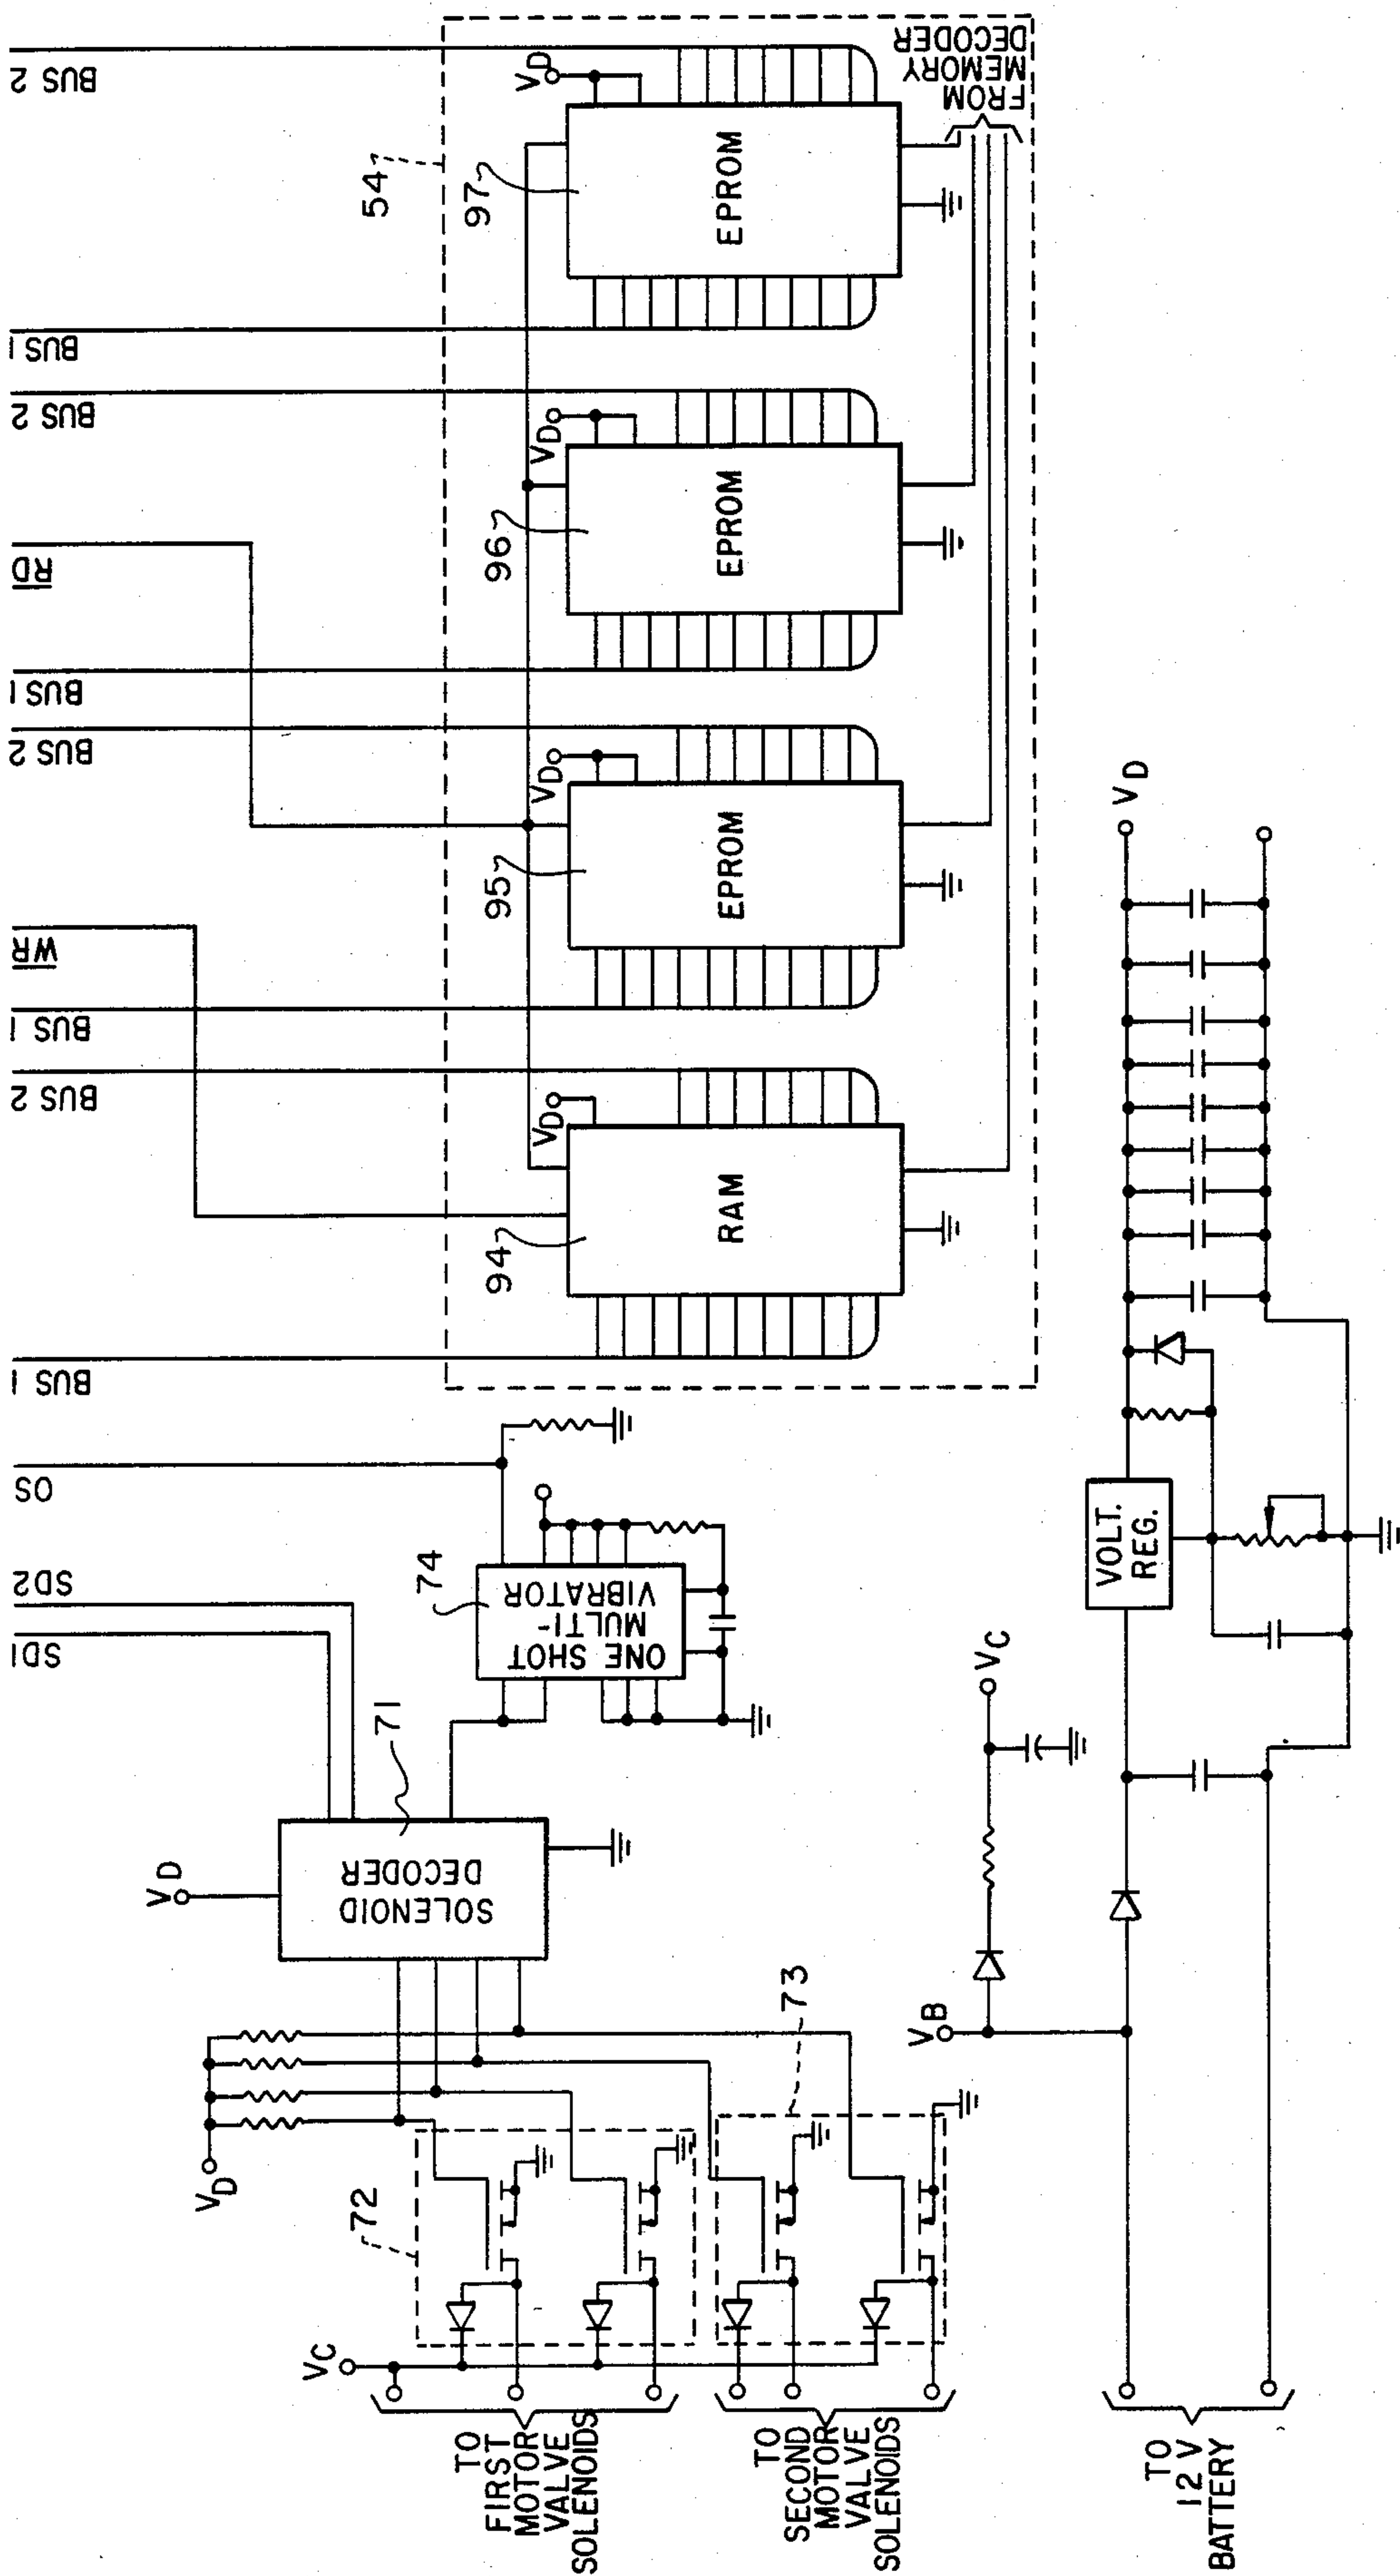 BUS 2
BUS 1
BUS 2
RD
BUS 1
BUS 2
WR
BUS 1
BUS 2
BUS 1
OS
SD2
SD1
54
97
VD
EPROM
96
VD
EPROM
95
VD
EPROM
94
VD
RAM
FROM
MEMORY
DECODER
74
ONE SHOT
MULTI-
VIBRATOR
71
VD
SOLENOID
DECODER
VD
72
73
VC
TO
FIRST
MOTOR
VALVE
SOLENOIDS
TO
SECOND
MOTOR
VALVE
SOLENOIDS
VB
VC
VOLT.
REG.
VD
TO
12 V
BATTERY